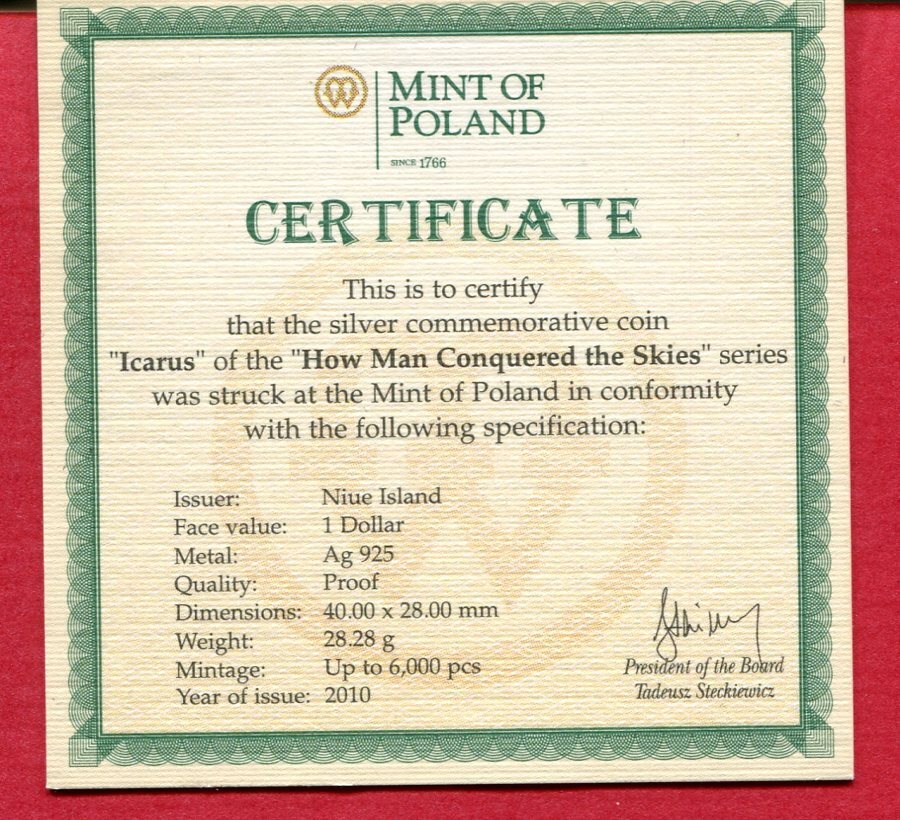 MINT OF
POLAND
SINCE 1766
CERTIFICATE
This is to certify
that the silver commemorative coin
"Icarus" of the "How Man Conquered the Skies" series
was struck at the Mint of Poland in conformity
with the following specification:
Issuer: Niue Island
Face value: 1 Dollar
Metal: Ag 925
Quality: Proof
Dimensions: 40.00 x 28.00 mm
Weight: 28.28 g
Mintage: Up to 6,000 pcs
Year of issue: 2010
President of the Board
Tadeusz Steckiewicz